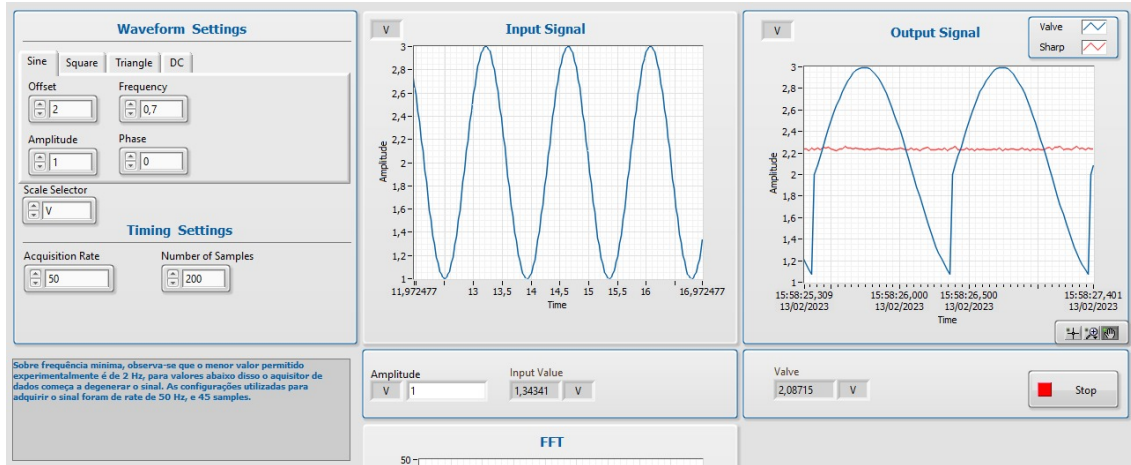 Waveform Settings
Sine Square Triangle DC
Offset Frequency
2 0,7
Amplitude Phase
1 0
Scale Selector
V
Timing Settings
Acquisition Rate Number of Samples
50 200
Sobre frequência minima, observa-se que o menor valor permitido
experimentalmente é de 2 Hz, para valores abaixo disso o aquisitor de
dados começa a degenerar o sinal. As configurações utilizadas para
adquirir o sinal foram de rate de 50 Hz, e 45 samples.
V Input Signal
Amplitude
3
2,8
2,6
2,4
2,2
2
1,8
1,6
1,4
1,2
1
11,972477 13 13,5 14 14,5 15 15,5 16 16,972477
Time
Amplitude Input Value
V 1 1,34341 V
FFT
50
V Output Signal
Valve
Sharp
Amplitude
3
2,8
2,6
2,4
2,2
2
1,8
1,6
1,4
1,2
1
15:58:25,309 15:58:26,000 15:58:26,500 15:58:27,401
13/02/2023 13/02/2023 13/02/2023 13/02/2023
Time
Valve
2,08715 V
Stop